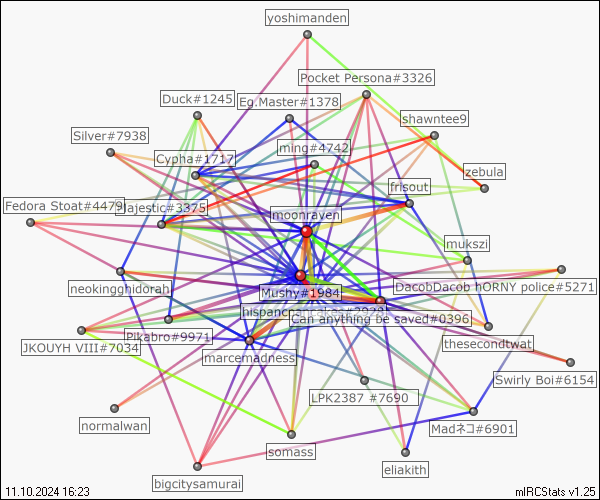 yoshimanden
Pocket Persona#3326
Duck#1245
Eg.Master#1378
shawntee9
Silver#7938
ming#4742
Cypha#1717
zebula
frisout
Fedora Stoat#4479
Majestic#3375
moonraven
mukszi
neokingghidorah
DacobDacob hORNY police#5271
Mushy#1984
Can anything be saved#0396
Pikabro#9971
thesecondtwat
JKOUYH VIII#7034
marcemadness
Swirly Boi#6154
LPK2387 #7690
normalwan
Madネコ#6901
somass
eliakith
bigcitysamurai
11.10.2024 16:23
mIRCStats v1.25